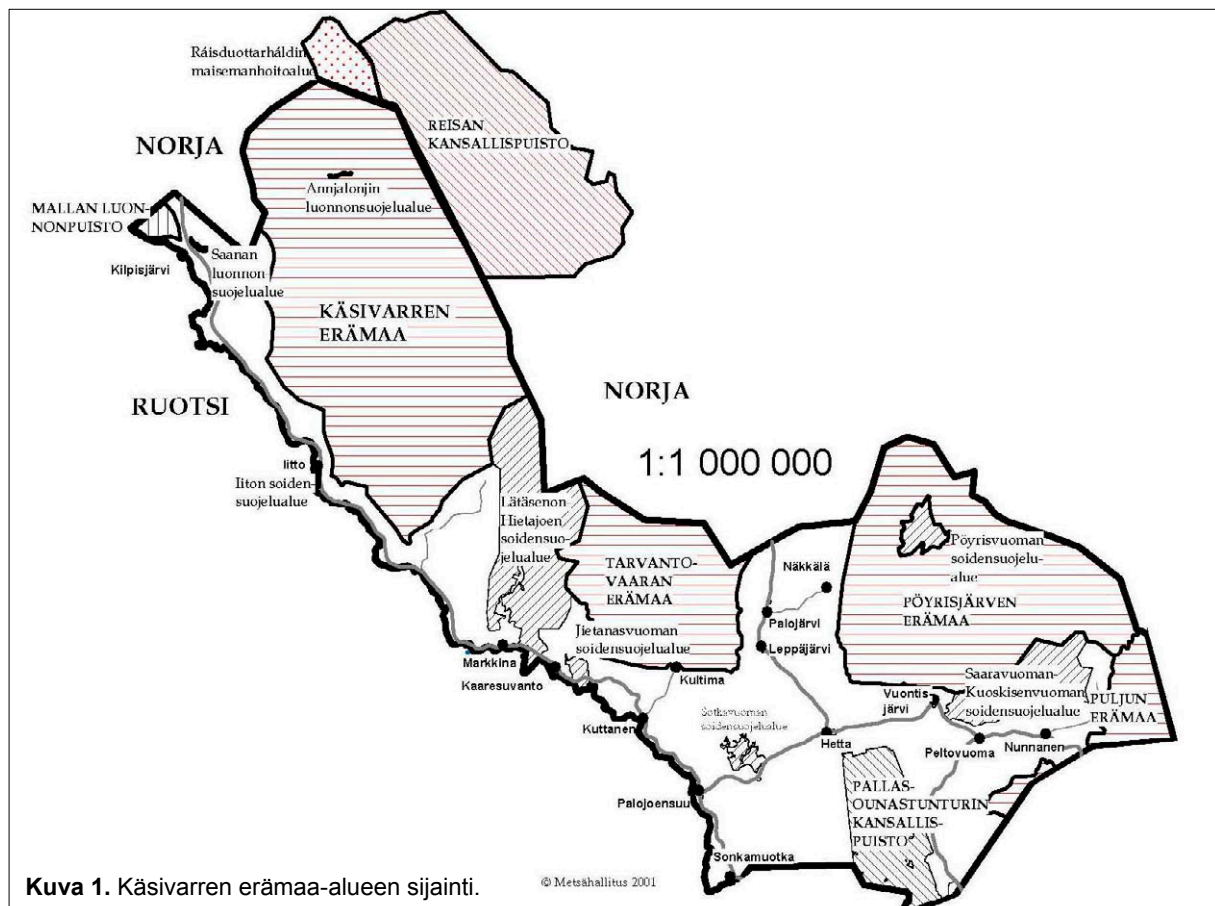 Ráisduottarháldin
maisemanhoitoalue
REISAN
KANSALLISPUISTO
NORJA
Annjalonjin
luonnonsuojelualue
MALLAN LUON-
NONPUISTO
Saanan
luonnon
suojelualue
Kilpisjärvi
KÄSIVARREN
ERÄMAA
RUOTSI
NORJA
1:1 000 000
Iitto
Iiton soiden-
suojelualue
Lätäsenon
Hietajoen
soidensuo-
jelualue
Pöyrisvuoman
soidensuojelu-
alue
TARVANTO-
VAARAN
ERÄMAA
Näkkälä
PÖYRISJÄRVEN
ERÄMAA
Palojärvi
Jietanasvuoman
soidensuojelualue
Leppäjärvi
Markkina
Kaaresuvanto
Kultima
Saaravuoman-
Kuoskisenvuoman
soidensuojelualue
PULJUN
ERÄMAA
Vuontis
järvi
Sotkavuoman
soidensuojelualue
Kuttanen
Hetta
Peltovuoma
Nunnanen
Palojoensuu
PALLAS-
OUNASTUNTURIN
KANSALLIS-
PUISTO
Sonkamuotka
Kuva 1. Käsivarren erämaa-alueen sijainti.
© Metsähallitus 2001